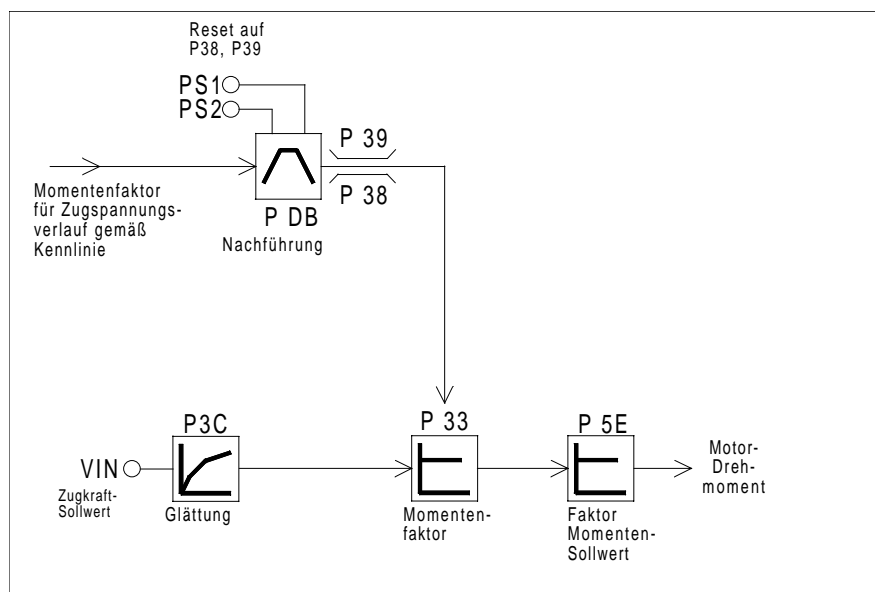 Reset auf
P38, P39
PS1
PS2
P 39
P 38
Momentenfaktor
für Zugspannungs-
verlauf gemäß
Kennlinie
P DB
Nachführung
P3C
P 33
P 5E
VIN
Zugkraft-
Sollwert
Glättung
Momenten-
faktor
Faktor
Momenten-
Sollwert
Motor-
Dreh-
moment